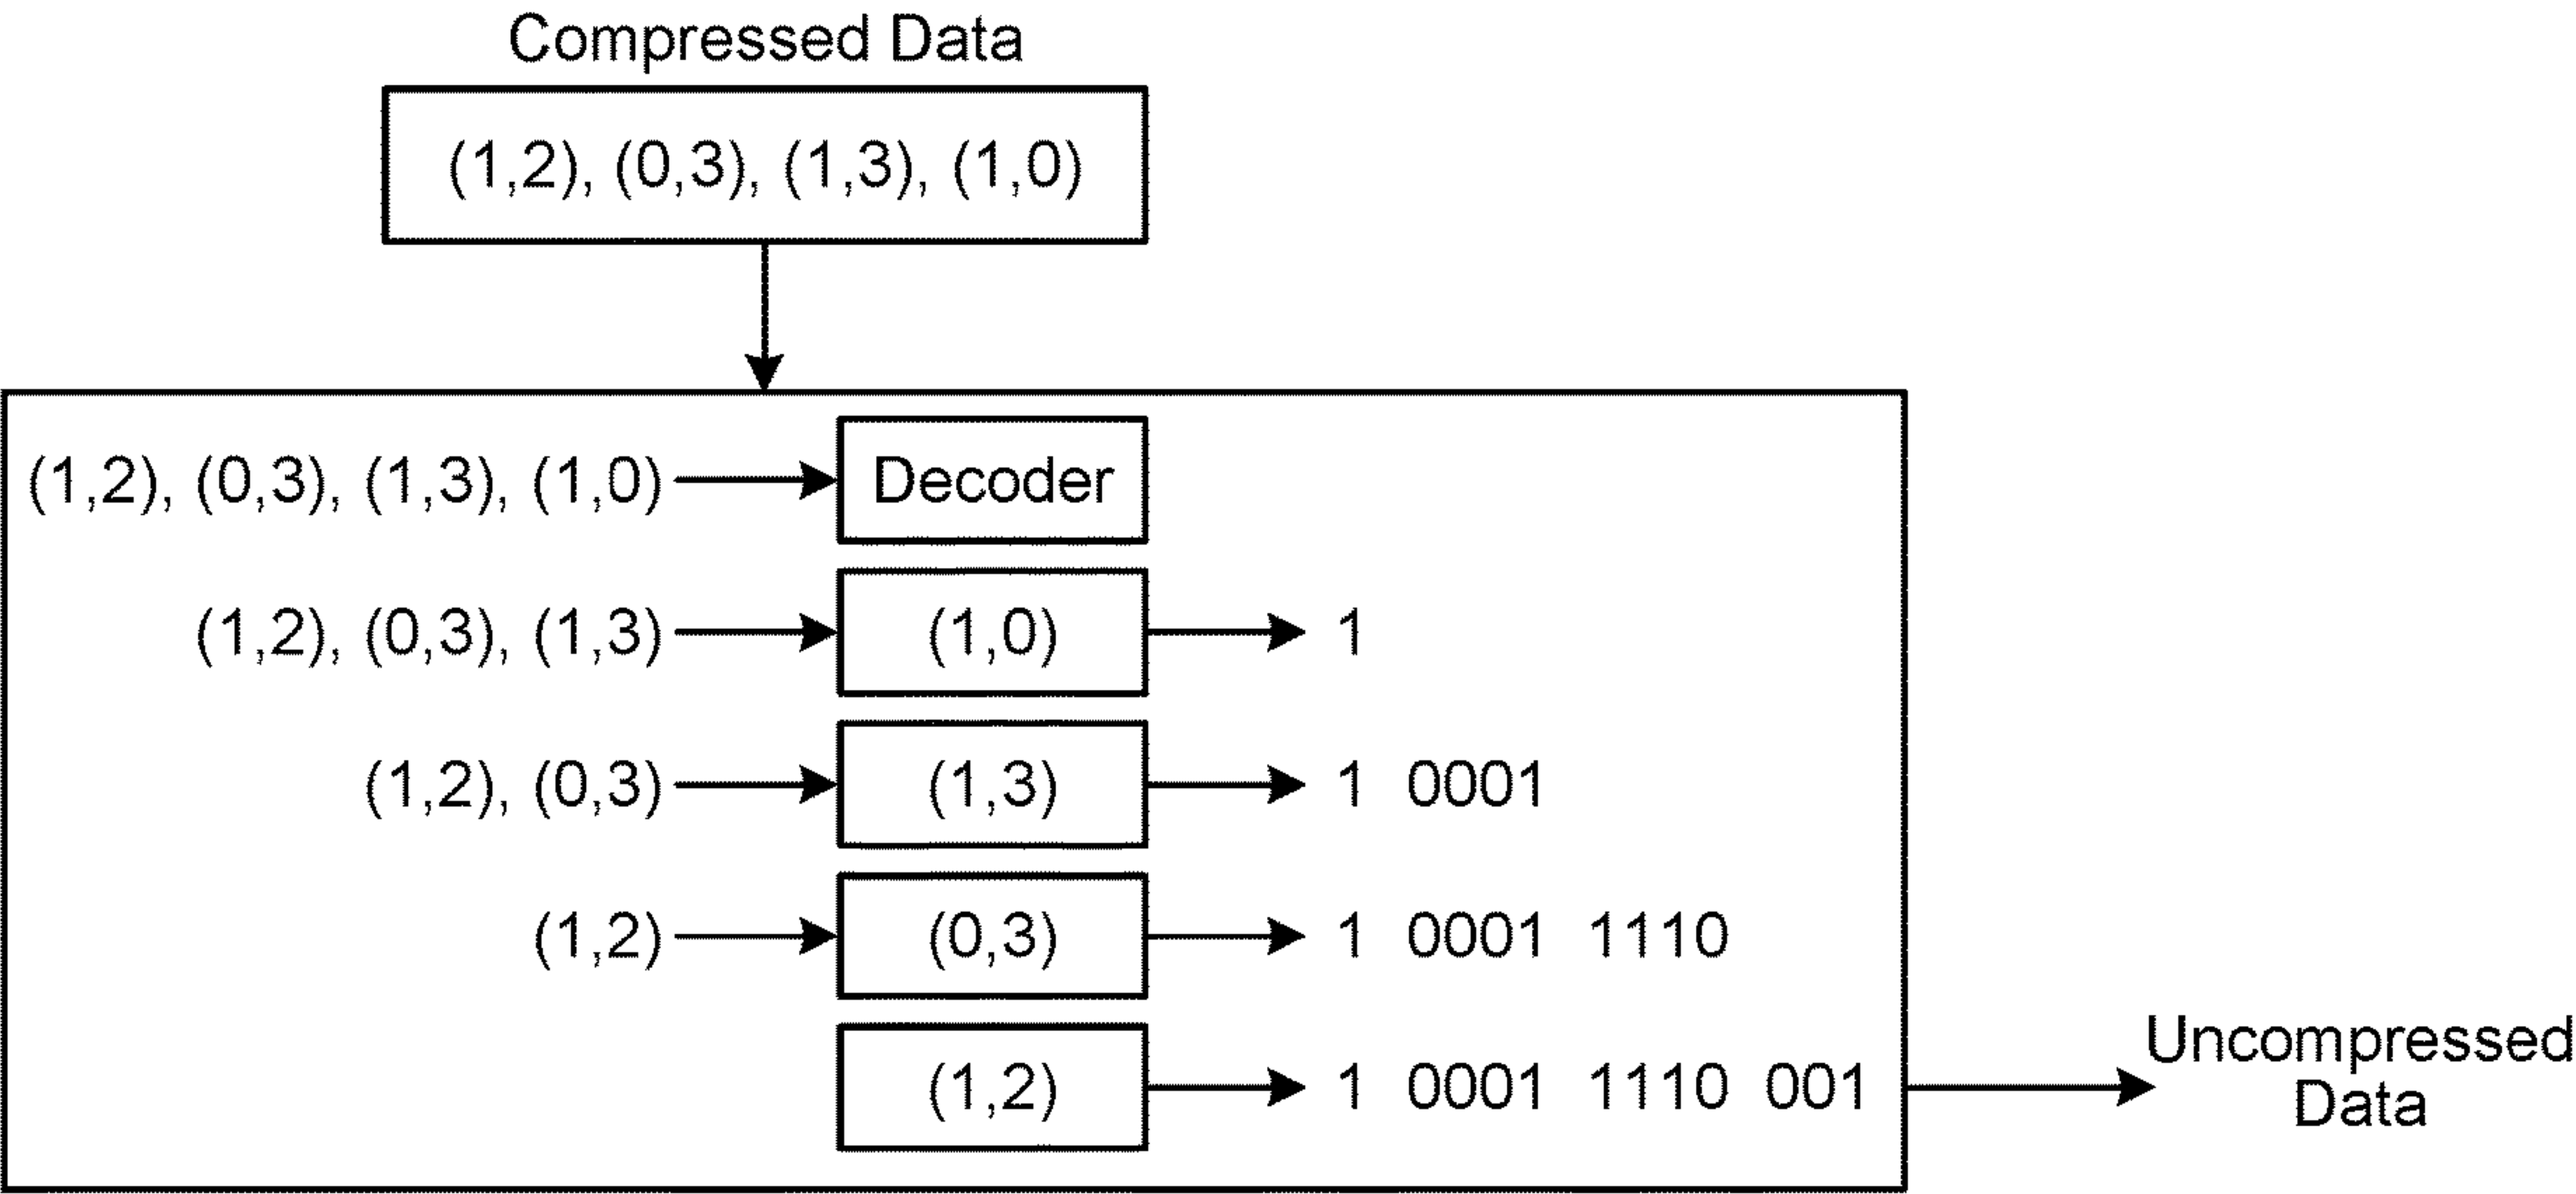 Compressed Data
(1,2), (0,3), (1,3), (1,0)
(1,2), (0,3), (1,3), (1,0) Decoder
(1,2), (0,3), (1,3) (1,0) 1
(1,2), (0,3) (1,3) 1 0001
(1,2) (0,3) 1 0001 1110
(1,2) 1 0001 1110 001
Uncompressed
Data